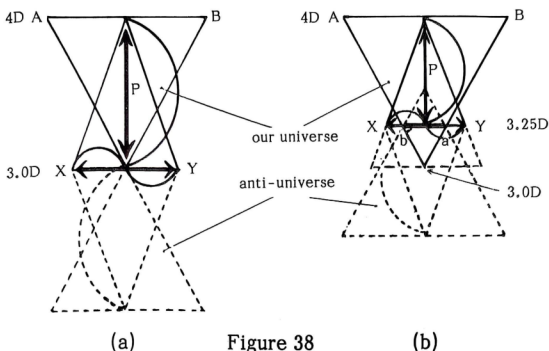 4D A B 4D A B
P P
our universe
X Y X Y 3.25D
b a
3.0D
anti-universe
3.0D
(a) Figure 38 (b)